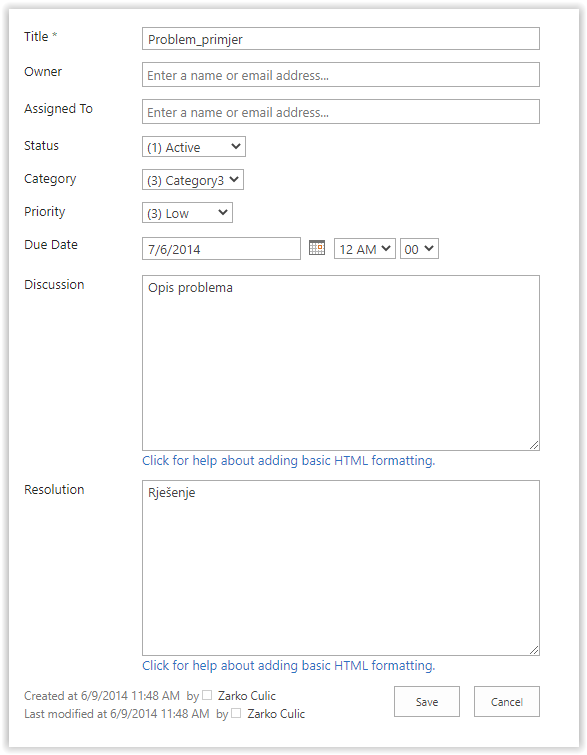 Title * Problem_primjer
Owner Enter a name or email address...
Assigned To Enter a name or email address...
Status (1) Active
Category (3) Category3
Priority (3) Low
Due Date 7/6/2014 12 AM 00
Discussion Opis problema
Click for help about adding basic HTML formatting.
Resolution Rješenje
Click for help about adding basic HTML formatting.
Created at 6/9/2014 11:48 AM by Zarko Culic
Last modified at 6/9/2014 11:48 AM by Zarko Culic
Save Cancel